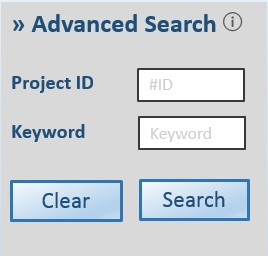 » Advanced Search ⓘ
Project ID #ID
Keyword Keyword
Clear Search